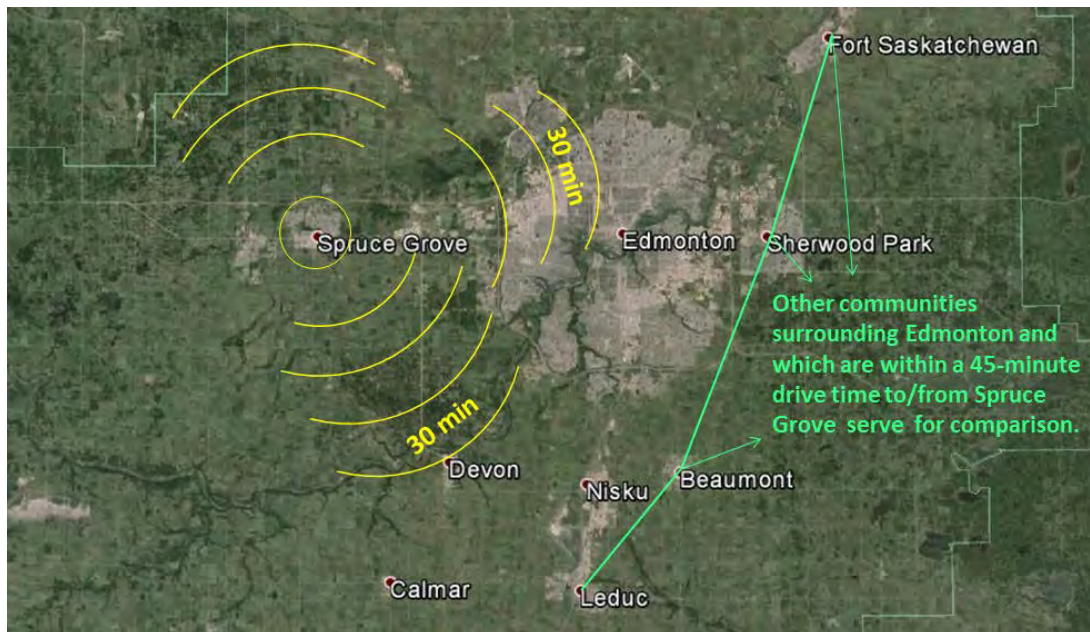 Fort Saskatchewan
30 min
Spruce Grove
Edmonton
Sherwood Park
Other communities
surrounding Edmonton and
which are within a 45-minute
drive time to/from Spruce
Grove serve for comparison.
30 min
Devon
Nisku
Beaumont
Calmar
Leduc